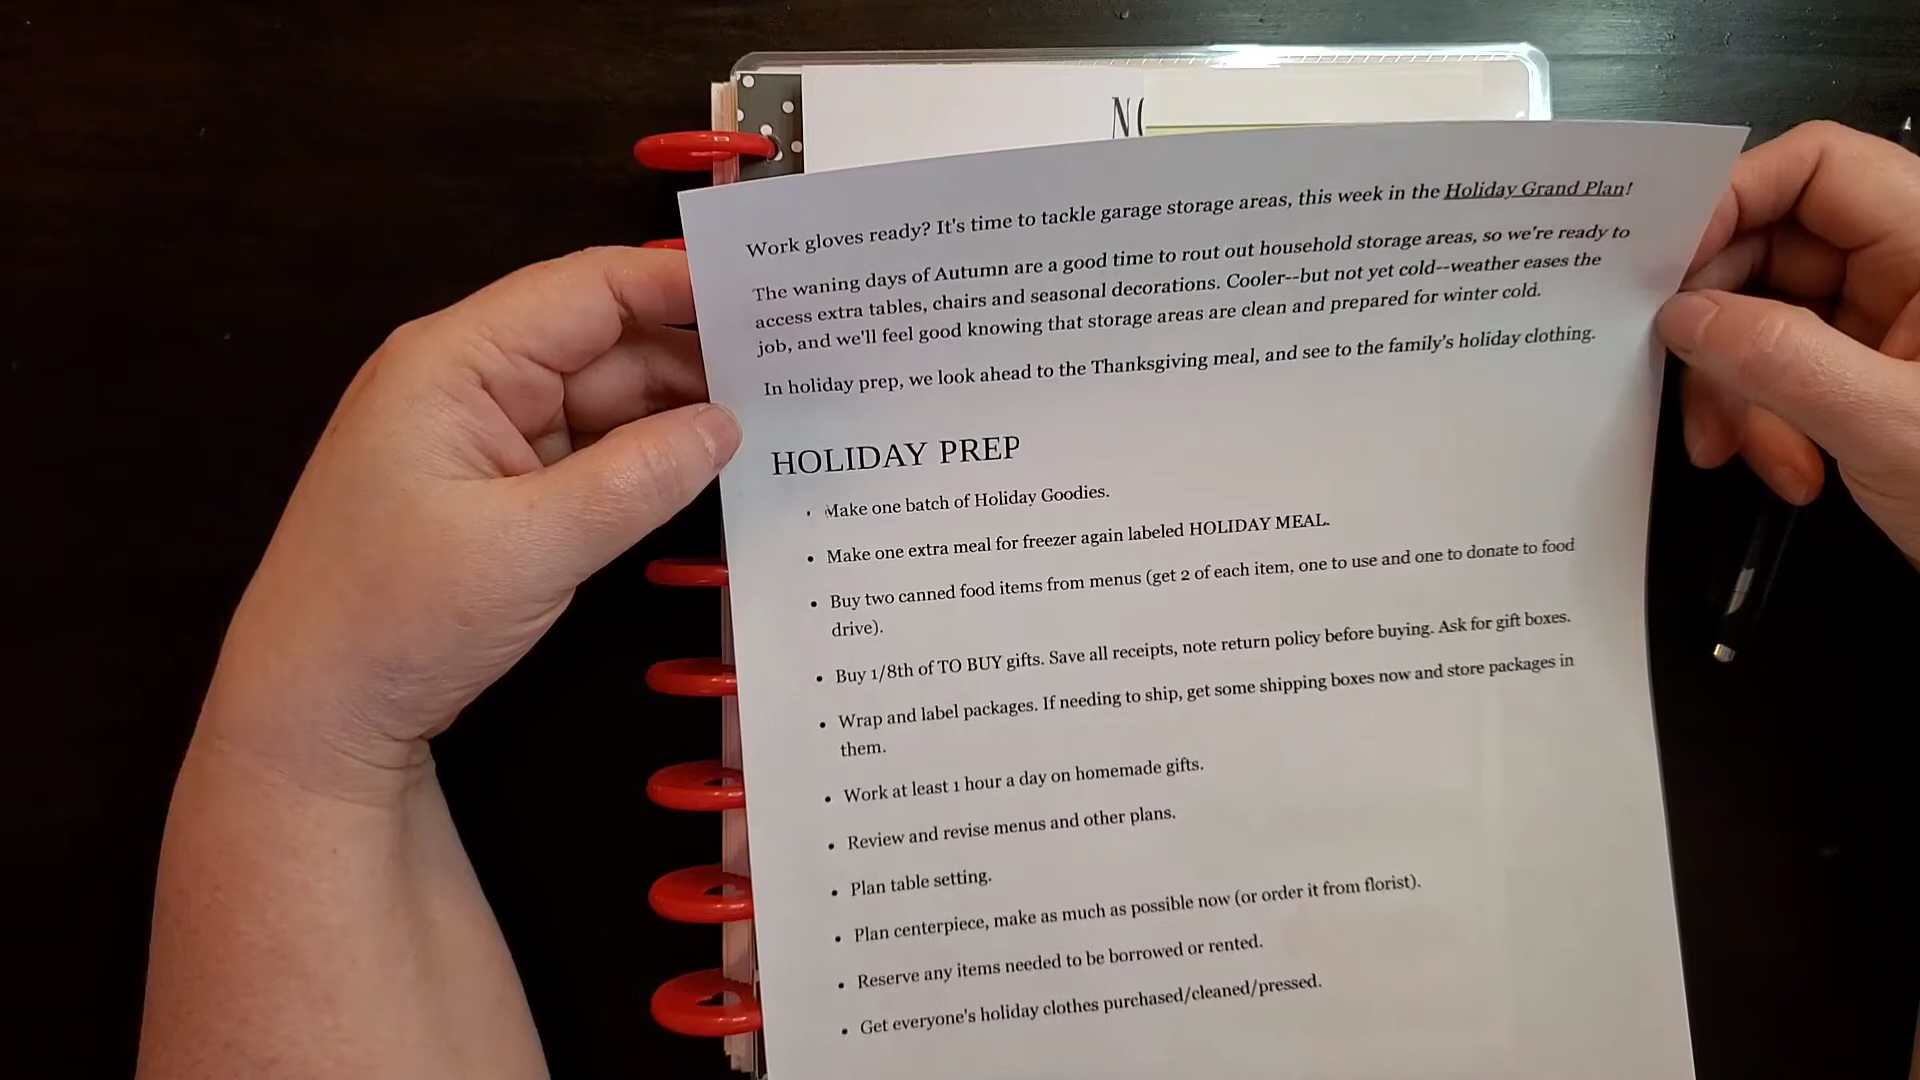 N
Work gloves ready? It's time to tackle garage storage areas, this week in the Holiday Grand Plan!
The waning days of Autumn are a good time to rout out household storage areas, so we're ready to
access extra tables, chairs and seasonal decorations. Cooler--but not yet cold--weather eases the
job, and we'll feel good knowing that storage areas are clean and prepared for winter cold.
In holiday prep, we look ahead to the Thanksgiving meal, and see to the family's holiday clothing.
HOLIDAY PREP
• Make one batch of Holiday Goodies.
• Make one extra meal for freezer again labeled HOLIDAY MEAL.
• Buy two canned food items from menus (get 2 of each item, one to use and one to donate to food
drive).
• Buy 1/8th of TO BUY gifts. Save all receipts, note return policy before buying. Ask for gift boxes.
• Wrap and label packages. If needing to ship, get some shipping boxes now and store packages in
them.
• Work at least 1 hour a day on homemade gifts.
• Review and revise menus and other plans.
• Plan table setting.
• Plan centerpiece, make as much as possible now (or order it from florist).
• Reserve any items needed to be borrowed or rented.
• Get everyone's holiday clothes purchased/cleaned/pressed.